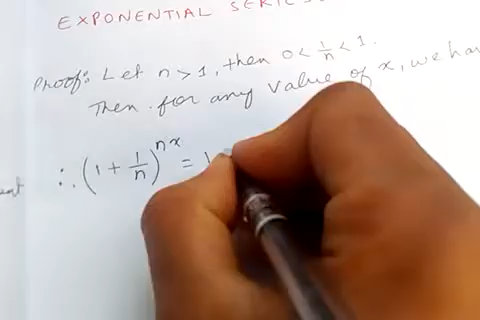 EXPONENTIAL SERIES
Proof: Let n > 1, then 0 < 1/n < 1.
Then for any value of x, we ha
∴ (1 + 1/n)^nx = 1